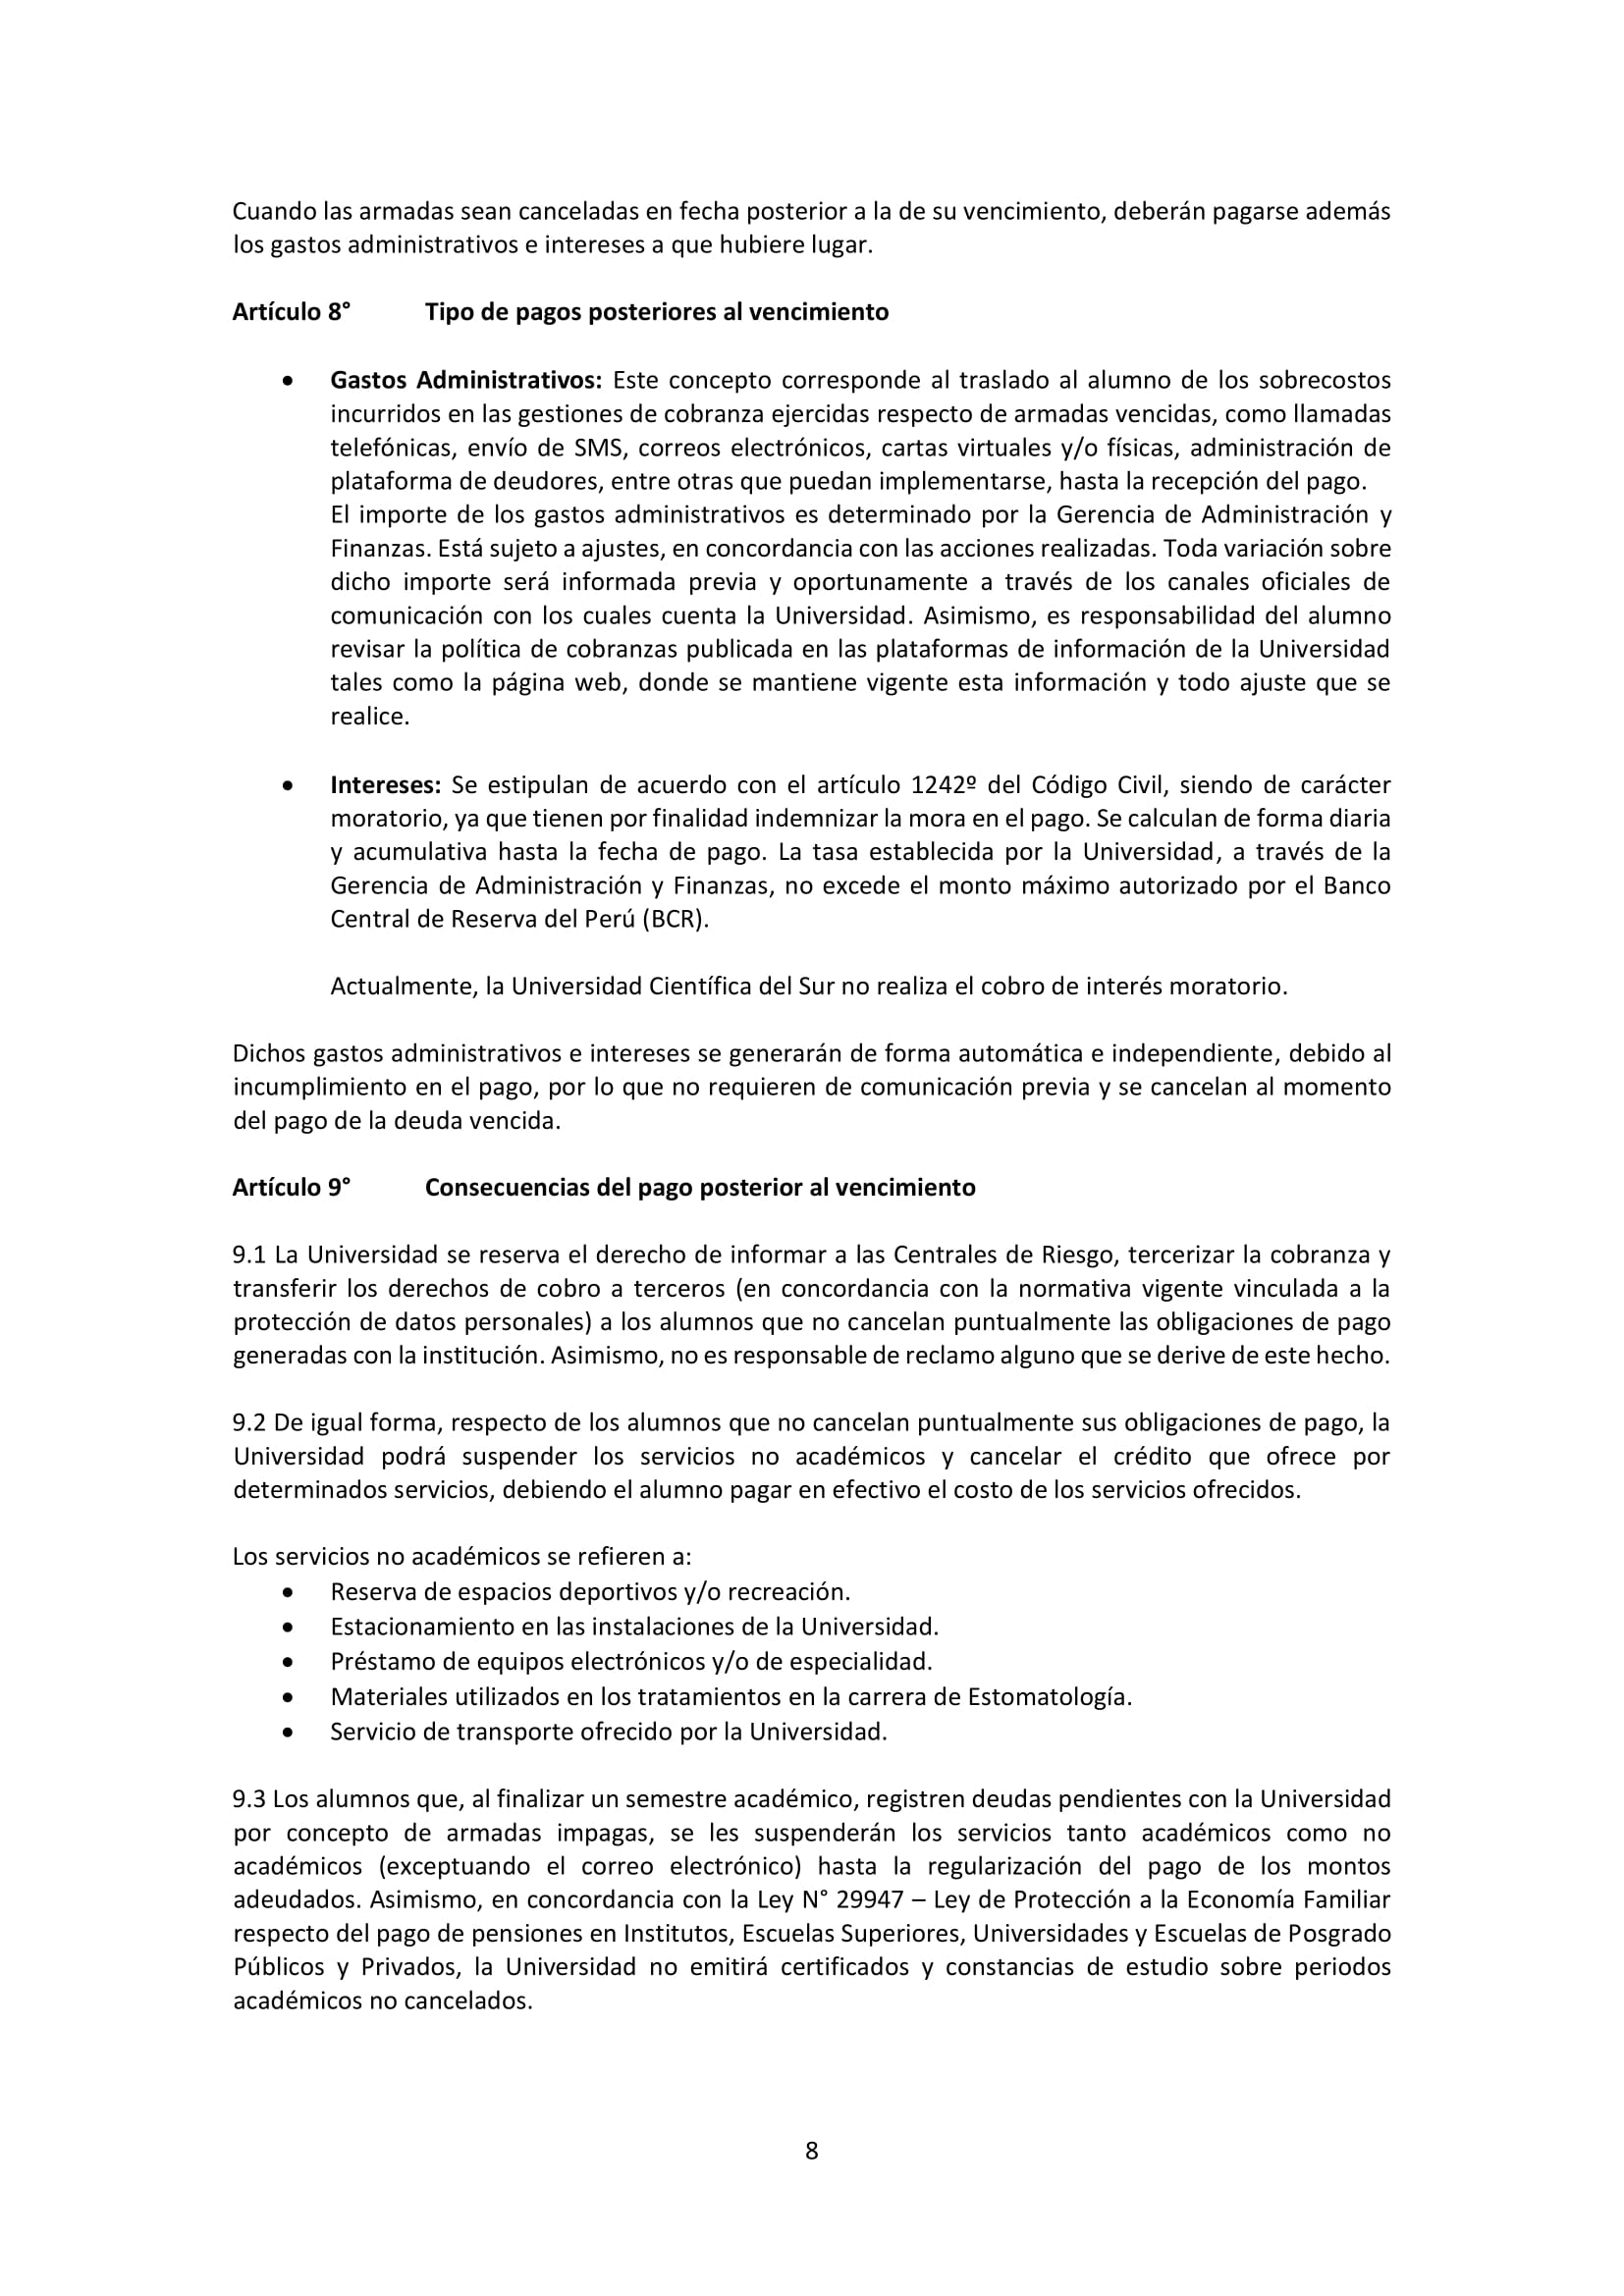 Cuando las armadas sean canceladas en fecha posterior a la de su vencimiento, deberán pagarse además
los gastos administrativos e intereses a que hubiere lugar.
Artículo 8° Tipo de pagos posteriores al vencimiento
• Gastos Administrativos: Este concepto corresponde al traslado al alumno de los sobrecostos
incurridos en las gestiones de cobranza ejercidas respecto de armadas vencidas, como llamadas
telefónicas, envío de SMS, correos electrónicos, cartas virtuales y/o físicas, administración de
plataforma de deudores, entre otras que puedan implementarse, hasta la recepción del pago.
El importe de los gastos administrativos es determinado por la Gerencia de Administración y
Finanzas. Está sujeto a ajustes, en concordancia con las acciones realizadas. Toda variación sobre
dicho importe será informada previa y oportunamente a través de los canales oficiales de
comunicación con los cuales cuenta la Universidad. Asimismo, es responsabilidad del alumno
revisar la política de cobranzas publicada en las plataformas de información de la Universidad
tales como la página web, donde se mantiene vigente esta información y todo ajuste que se
realice.
• Intereses: Se estipulan de acuerdo con el artículo 1242º del Código Civil, siendo de carácter
moratorio, ya que tienen por finalidad indemnizar la mora en el pago. Se calculan de forma diaria
y acumulativa hasta la fecha de pago. La tasa establecida por la Universidad, a través de la
Gerencia de Administración y Finanzas, no excede el monto máximo autorizado por el Banco
Central de Reserva del Perú (BCR).
Actualmente, la Universidad Científica del Sur no realiza el cobro de interés moratorio.
Dichos gastos administrativos e intereses se generarán de forma automática e independiente, debido al
incumplimiento en el pago, por lo que no requieren de comunicación previa y se cancelan al momento
del pago de la deuda vencida.
Artículo 9° Consecuencias del pago posterior al vencimiento
9.1 La Universidad se reserva el derecho de informar a las Centrales de Riesgo, tercerizar la cobranza y
transferir los derechos de cobro a terceros (en concordancia con la normativa vigente vinculada a la
protección de datos personales) a los alumnos que no cancelan puntualmente las obligaciones de pago
generadas con la institución. Asimismo, no es responsable de reclamo alguno que se derive de este hecho.
9.2 De igual forma, respecto de los alumnos que no cancelan puntualmente sus obligaciones de pago, la
Universidad podrá suspender los servicios no académicos y cancelar el crédito que ofrece por
determinados servicios, debiendo el alumno pagar en efectivo el costo de los servicios ofrecidos.
Los servicios no académicos se refieren a:
• Reserva de espacios deportivos y/o recreación.
• Estacionamiento en las instalaciones de la Universidad.
• Préstamo de equipos electrónicos y/o de especialidad.
• Materiales utilizados en los tratamientos en la carrera de Estomatología.
• Servicio de transporte ofrecido por la Universidad.
9.3 Los alumnos que, al finalizar un semestre académico, registren deudas pendientes con la Universidad
por concepto de armadas impagas, se les suspenderán los servicios tanto académicos como no
académicos (exceptuando el correo electrónico) hasta la regularización del pago de los montos
adeudados. Asimismo, en concordancia con la Ley N° 29947 – Ley de Protección a la Economía Familiar
respecto del pago de pensiones en Institutos, Escuelas Superiores, Universidades y Escuelas de Posgrado
Públicos y Privados, la Universidad no emitirá certificados y constancias de estudio sobre periodos
académicos no cancelados.
8